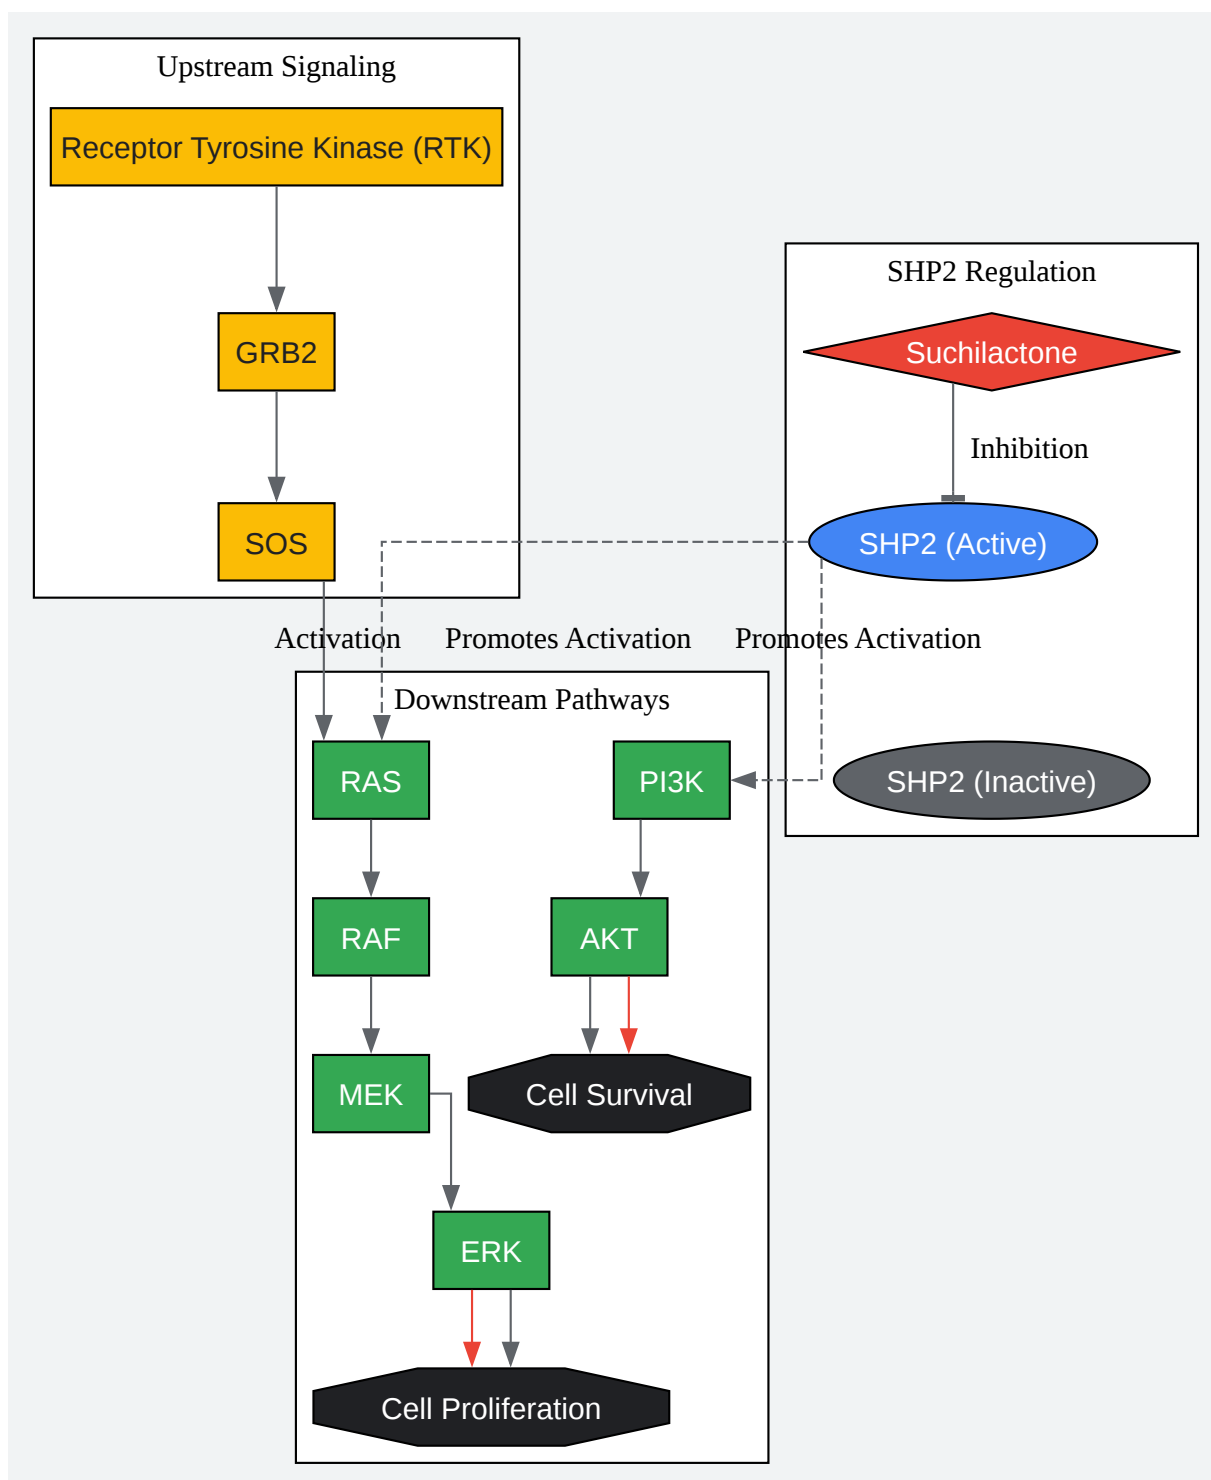 Upstream Signaling
Receptor Tyrosine Kinase (RTK)
GRB2
SOS
SHP2 Regulation
Suchilactone
Inhibition
SHP2 (Active)
SHP2 (Inactive)
Activation
Promotes Activation
Promotes Activation
Downstream Pathways
RAS
PI3K
RAF
AKT
MEK
Cell Survival
ERK
Cell Proliferation